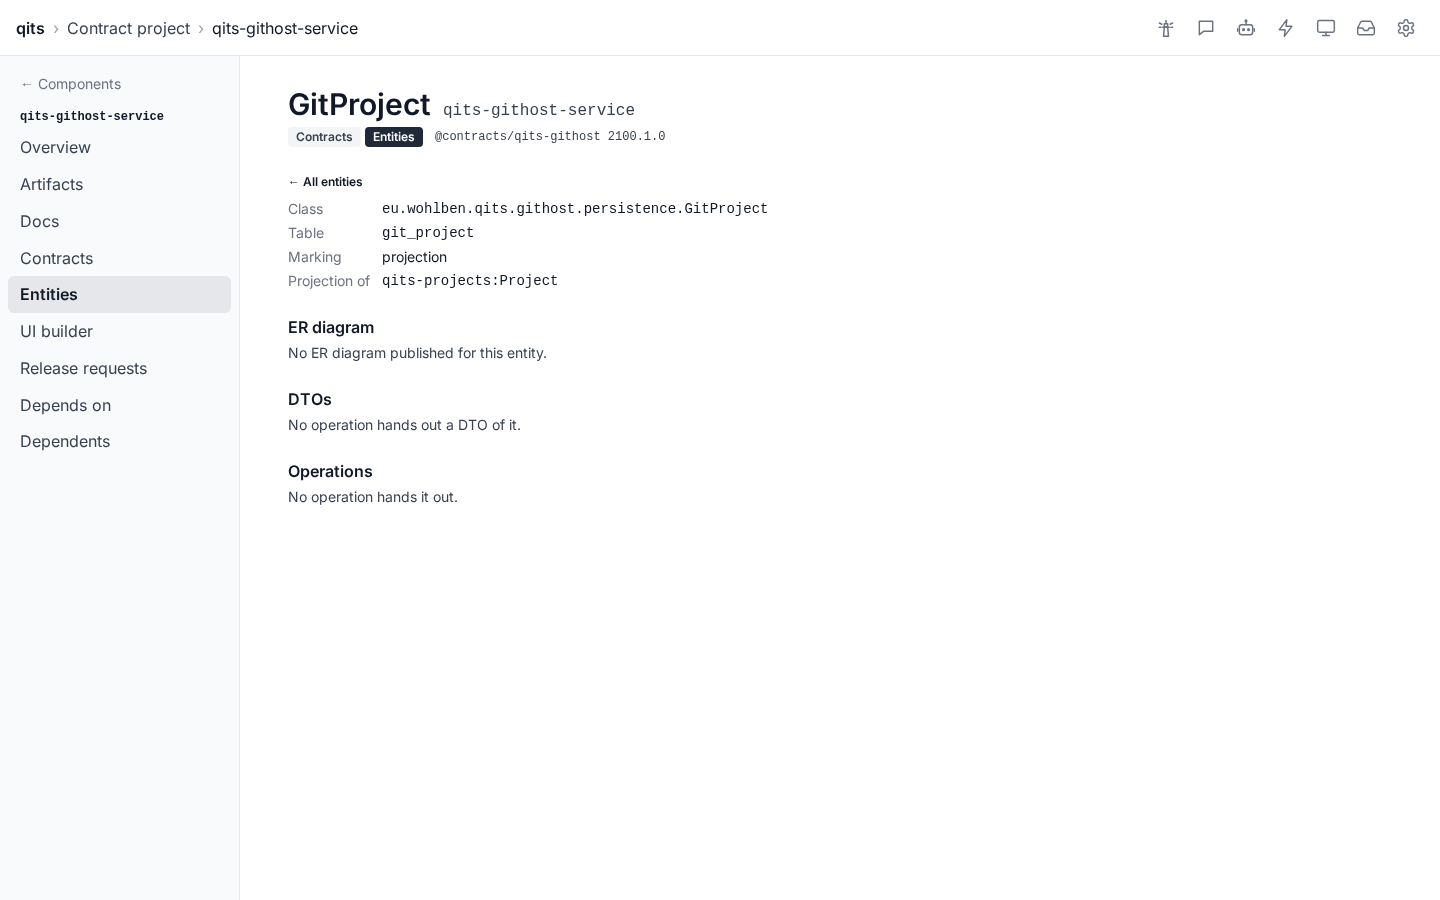 qits › Contract project › qits-githost-service
← Components
qits-githost-service
Overview
Artifacts
Docs
Contracts
Entities
UI builder
Release requests
Depends on
Dependents
GitProject qits-githost-service
Contracts Entities @contracts/qits-githost 2100.1.0
← All entities
Class eu.wohlben.qits.githost.persistence.GitProject
Table git_project
Marking projection
Projection of qits-projects:Project
ER diagram
No ER diagram published for this entity.
DTOs
No operation hands out a DTO of it.
Operations
No operation hands it out.